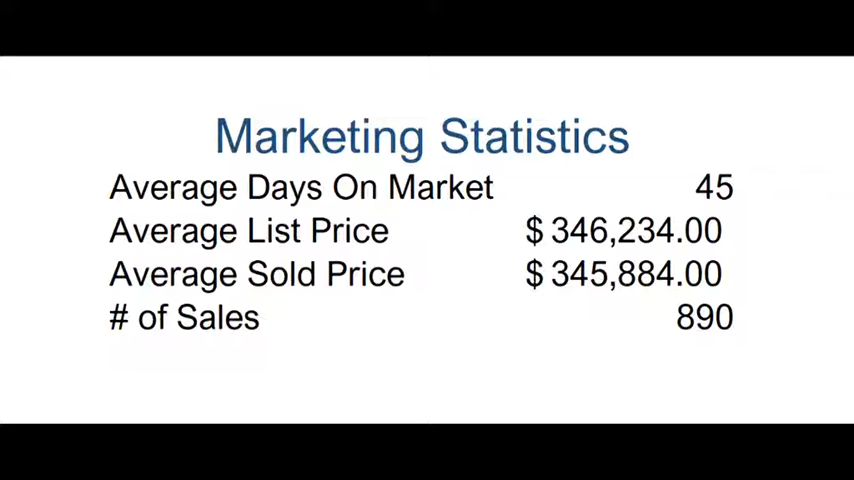 Marketing Statistics
Average Days On Market 45
Average List Price $ 346,234.00
Average Sold Price $ 345,884.00
# of Sales 890